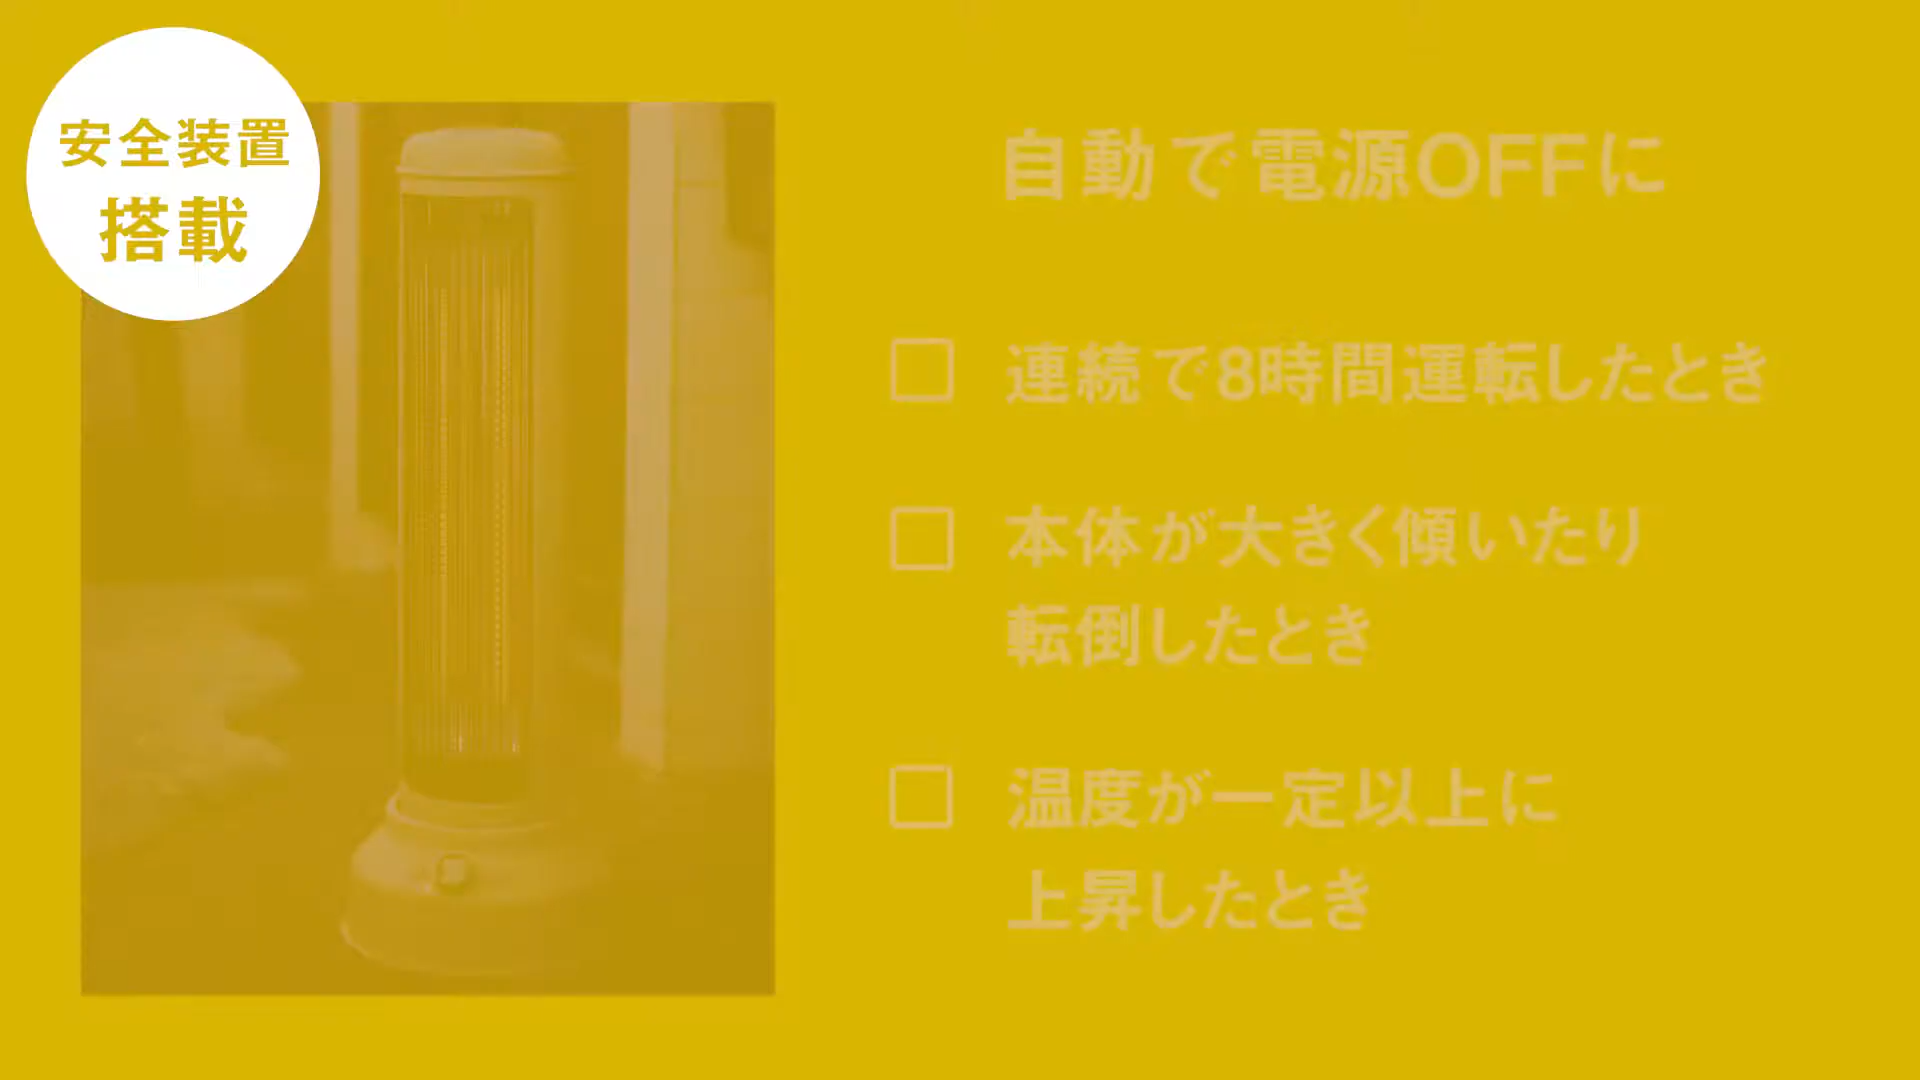 安全装置
搭載
自動で電源OFFに
連続で8時間運転したとき
本体が大きく傾いたり
転倒したとき
温度が一定以上に
上昇したとき